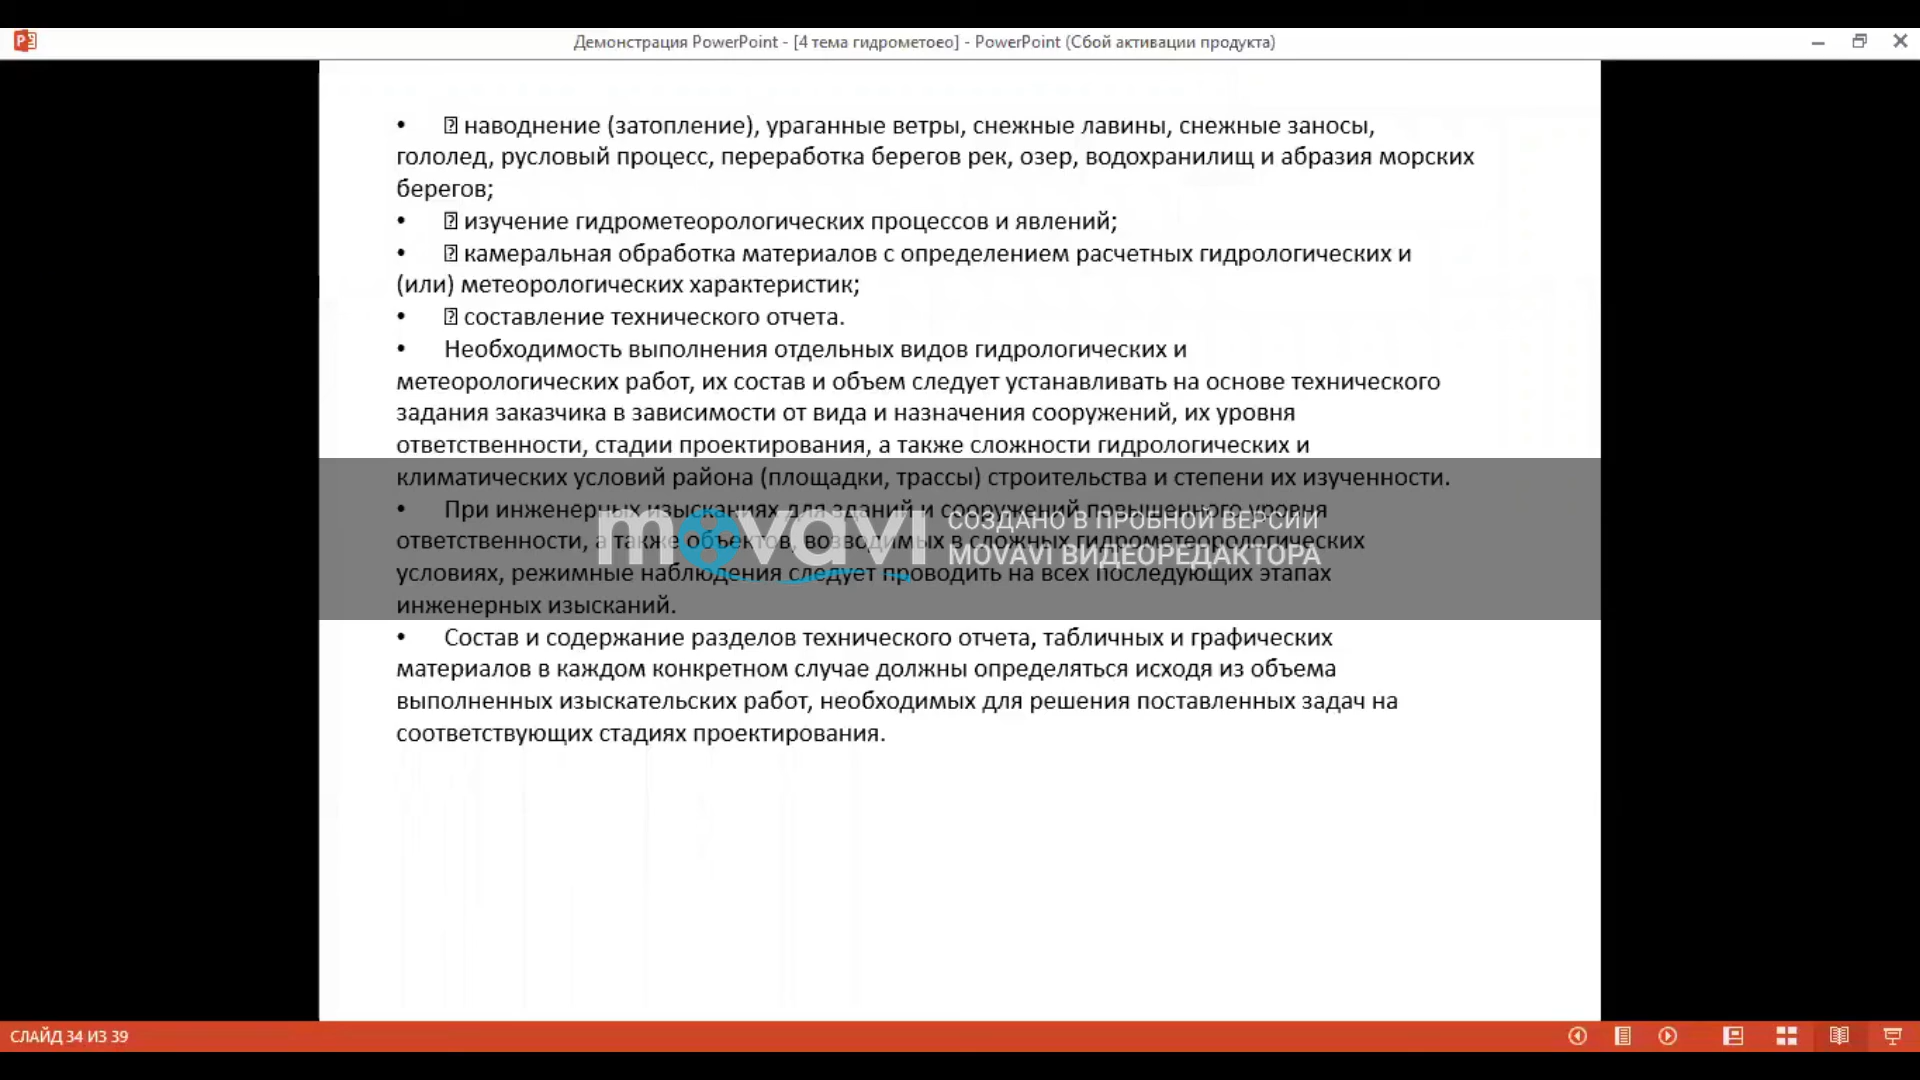 Демонстрация PowerPoint - [4 тема гидрометоео] - PowerPoint (Сбой активации продукта)
• ⍰ наводнение (затопление), ураганные ветры, снежные лавины, снежные заносы,
гололед, русловый процесс, переработка берегов рек, озер, водохранилищ и абразия морских
берегов;
• ⍰ изучение гидрометеорологических процессов и явлений;
• ⍰ камеральная обработка материалов с определением расчетных гидрологических и
(или) метеорологических характеристик;
• ⍰ составление технического отчета.
• Необходимость выполнения отдельных видов гидрологических и
метеорологических работ, их состав и объем следует устанавливать на основе технического
задания заказчика в зависимости от вида и назначения сооружений, их уровня
ответственности, стадии проектирования, а также сложности гидрологических и
климатических условий района (площадки, трассы) строительства и степени их изученности.
• При инженерных изысканиях для зданий и сооружений повышенного уровня
ответственности, а также объектов, возводимых в сложных гидрометеорологических
условиях, режимные наблюдения следует проводить на всех последующих этапах
инженерных изысканий.
movavi
СОЗДАНО В ПРОБНОЙ ВЕРСИИ
MOVAVI ВИДЕОРЕДАКТОРА
• Состав и содержание разделов технического отчета, табличных и графических
материалов в каждом конкретном случае должны определяться исходя из объема
выполненных изыскательских работ, необходимых для решения поставленных задач на
соответствующих стадиях проектирования.
СЛАЙД 34 ИЗ 39